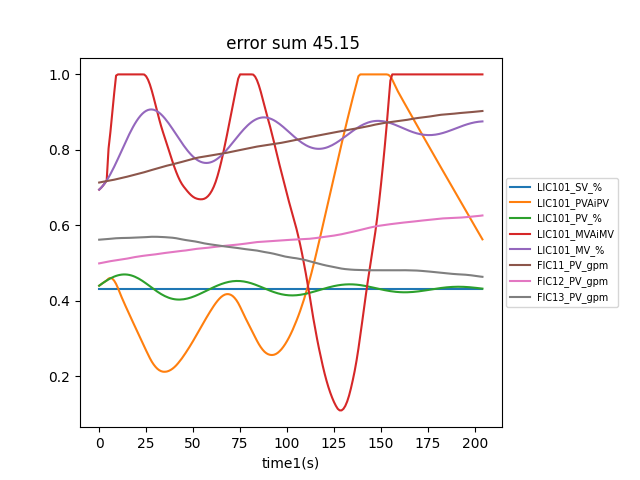 error sum 45.15
1.0
0.8
0.6
0.4
0.2
0 25 50 75 100 125 150 175 200
time1(s)
LIC101_SV_%
LIC101_PVAiPV
LIC101_PV_%
LIC101_MVAiMV
LIC101_MV_%
FIC11_PV_gpm
FIC12_PV_gpm
FIC13_PV_gpm